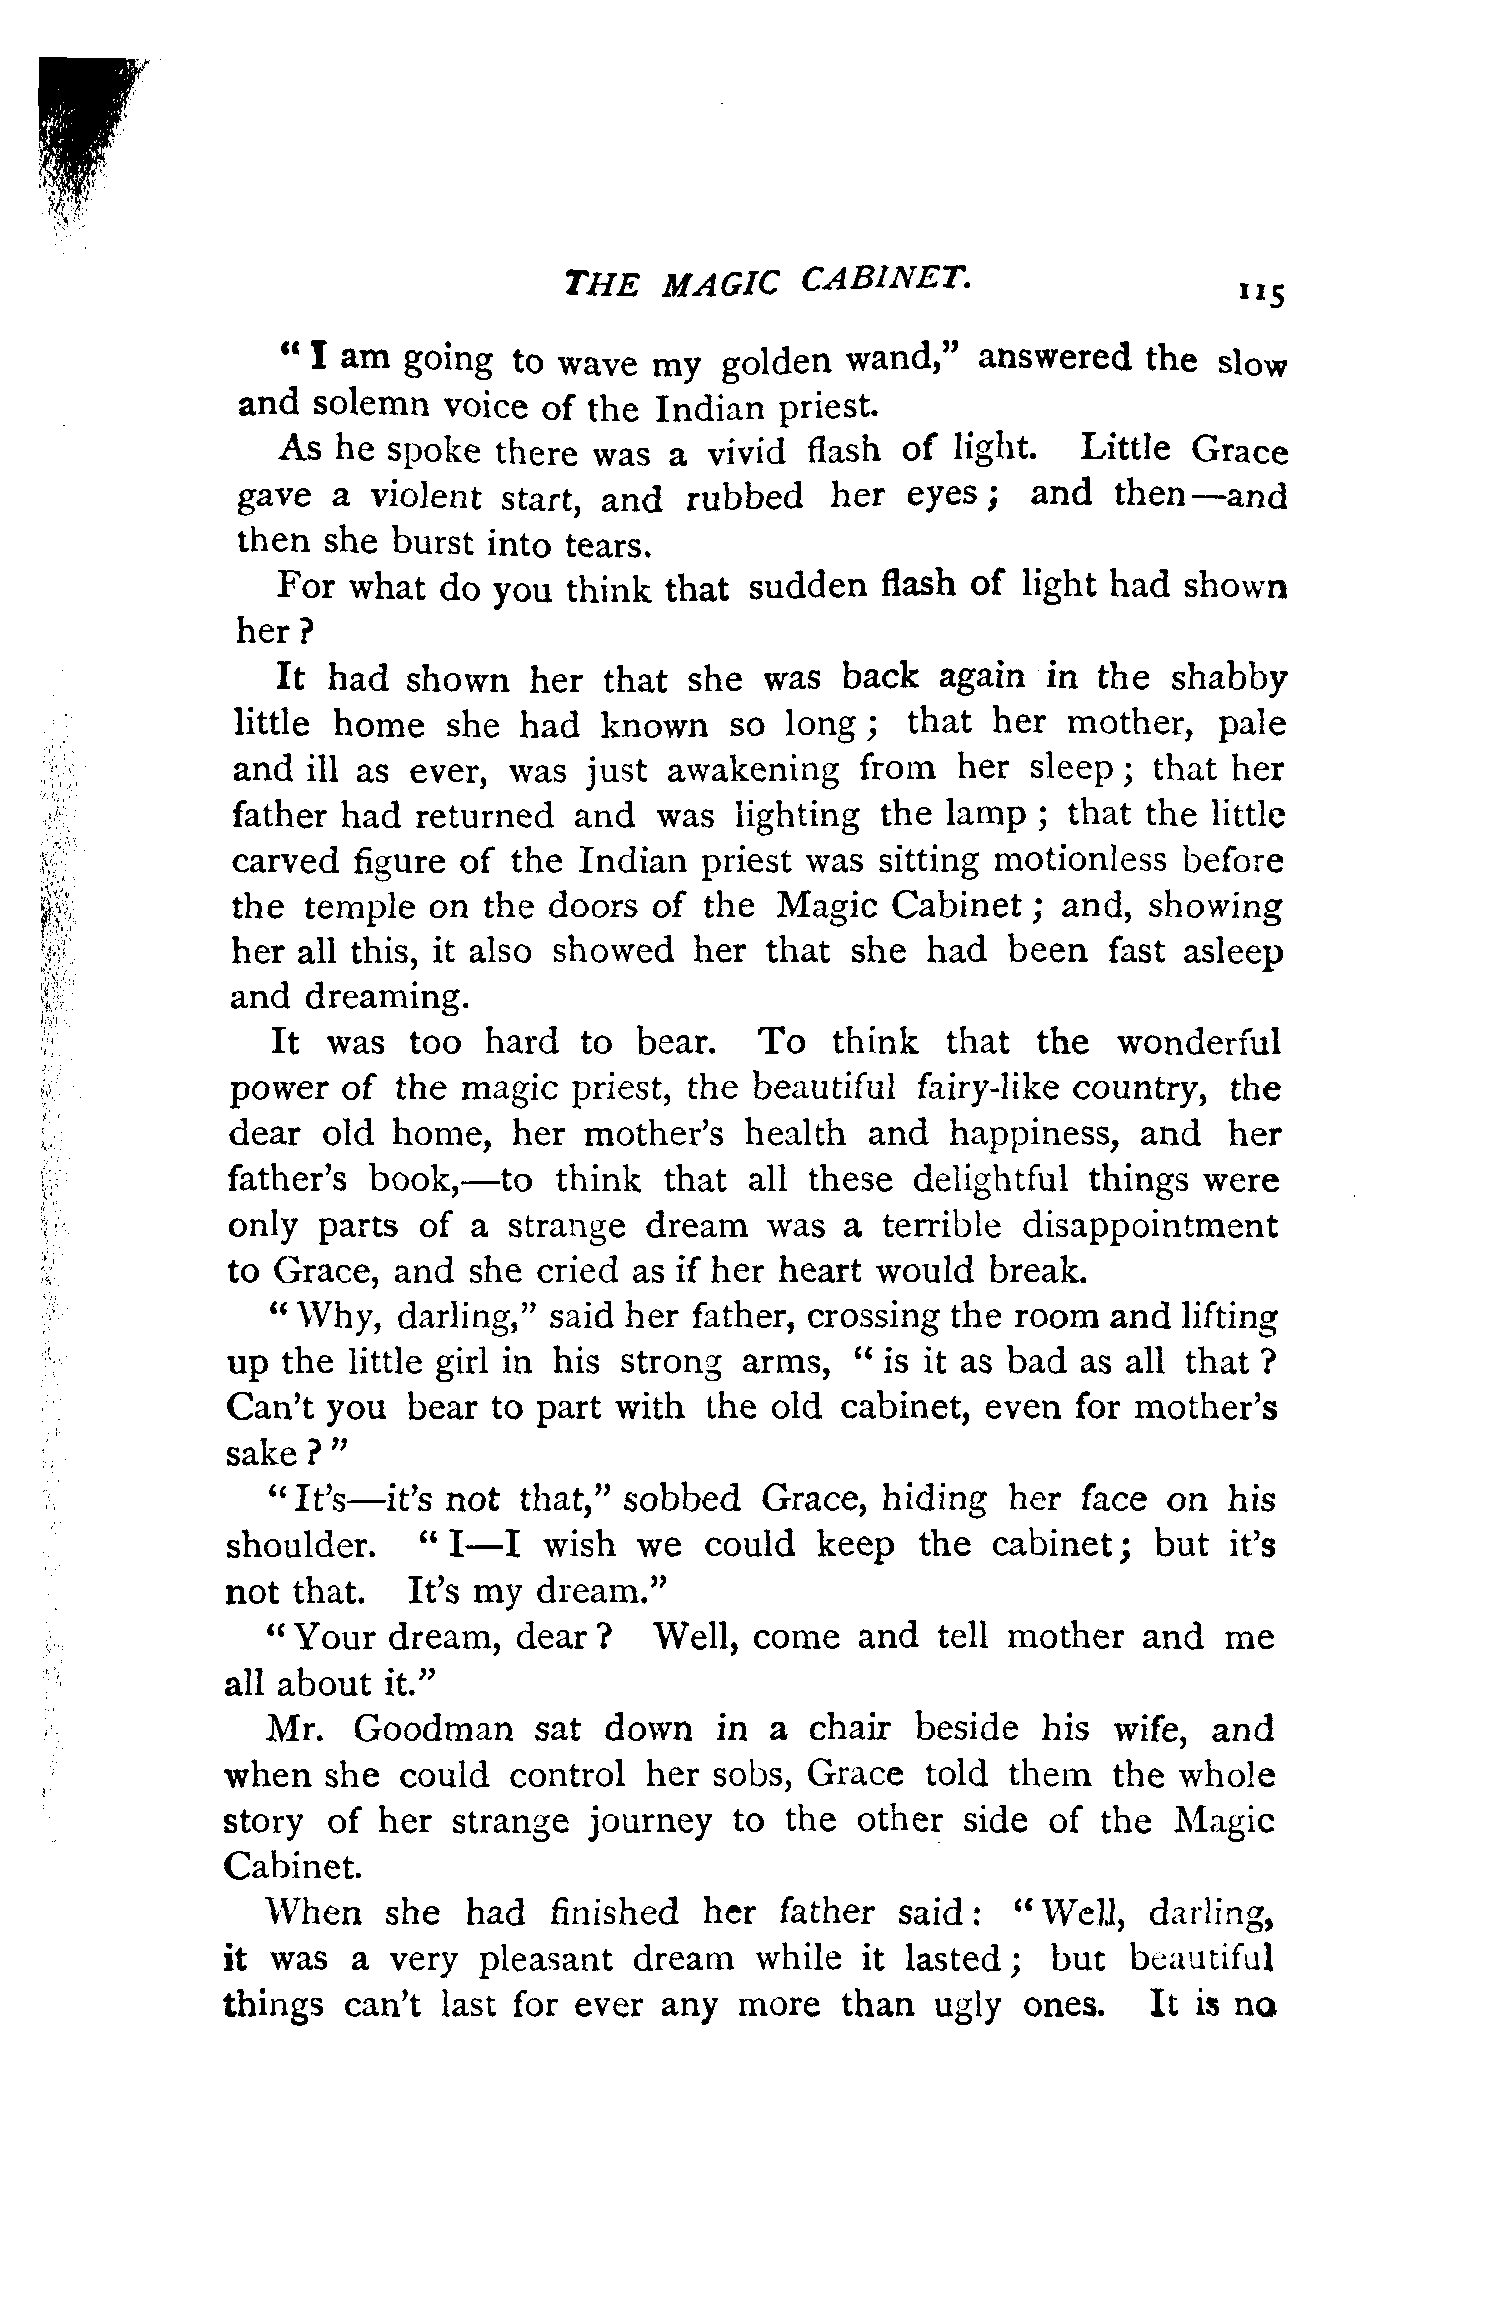 THE MAGIC CABINET. 115
“ I am going to wave my golden wand,” answered the slow
and solemn voice of the Indian priest.
As he spoke there was a vivid flash of light. Little Grace
gave a violent start, and rubbed her eyes ; and then—and
then she burst into tears.
For what do you think that sudden flash of light had shown
her ?
It had shown her that she was back again in the shabby
little home she had known so long ; that her mother, pale
and ill as ever, was just awakening from her sleep ; that her
father had returned and was lighting the lamp ; that the little
carved figure of the Indian priest was sitting motionless before
the temple on the doors of the Magic Cabinet ; and, showing
her all this, it also showed her that she had been fast asleep
and dreaming.
It was too hard to bear. To think that the wonderful
power of the magic priest, the beautiful fairy-like country, the
dear old home, her mother’s health and happiness, and her
father’s book,—to think that all these delightful things were
only parts of a strange dream was a terrible disappointment
to Grace, and she cried as if her heart would break.
“ Why, darling,” said her father, crossing the room and lifting
up the little girl in his strong arms, “ is it as bad as all that ?
Can’t you bear to part with the old cabinet, even for mother’s
sake ? ”
“ It’s—it’s not that,” sobbed Grace, hiding her face on his
shoulder. “ I—I wish we could keep the cabinet ; but it’s
not that. It’s my dream.”
“ Your dream, dear ? Well, come and tell mother and me
all about it.”
Mr. Goodman sat down in a chair beside his wife, and
when she could control her sobs, Grace told them the whole
story of her strange journey to the other side of the Magic
Cabinet.
When she had finished her father said : “ Well, darling,
it was a very pleasant dream while it lasted ; but beautiful
things can’t last for ever any more than ugly ones. It is no